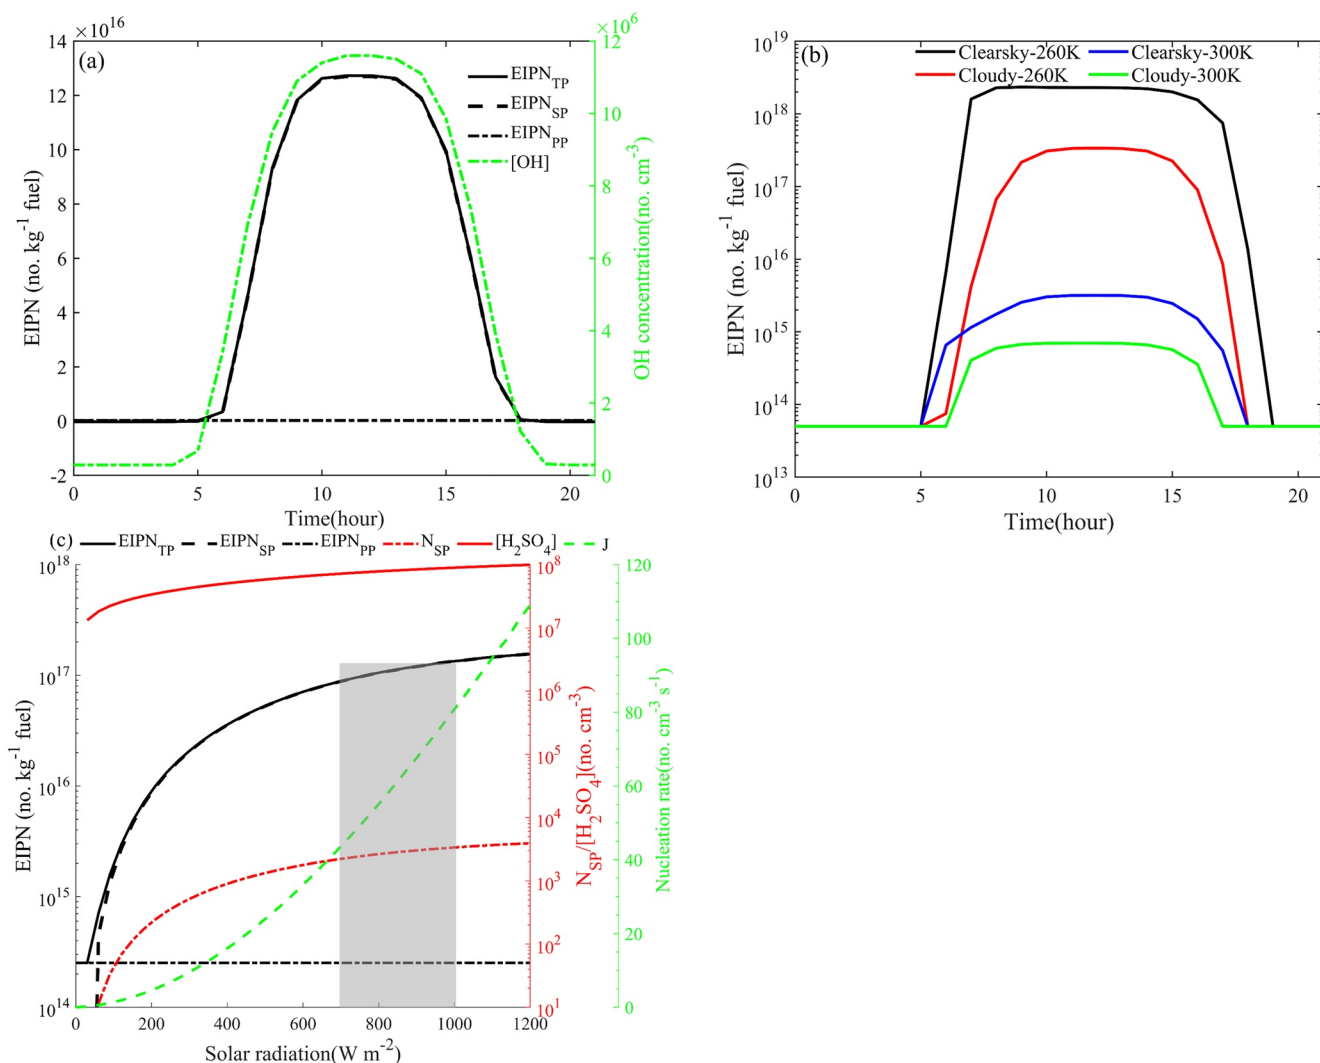 ×10^16
×10^6
(a)
EIPN_TP
EIPN_SP
EIPN_PP
[OH]
14
12
10
8
6
4
2
0
-2
12
10
8
6
4
2
0
0 5 10 15 20
EIPN (no. kg^-1 fuel)
OH concentration(no. cm^-3)
Time(hour)
(b)
Clearsky-260K
Clearsky-300K
Cloudy-260K
Cloudy-300K
10^19
10^18
10^17
10^16
10^15
10^14
10^13
0 5 10 15 20
EIPN (no. kg^-1 fuel)
Time(hour)
(c)
EIPN_TP EIPN_SP EIPN_PP N_SP [H_2SO_4] J
10^18
10^17
10^16
10^15
10^14
10^8
10^7
10^6
10^5
10^4
10^3
10^2
10^1
120
100
80
60
40
20
0
0 200 400 600 800 1000 1200
EIPN (no. kg^-1 fuel)
N_SP/[H_2SO_4](no. cm^-3)
Nucleation rate(no. cm^-3 s^-1)
Solar radiation(W m^-2)